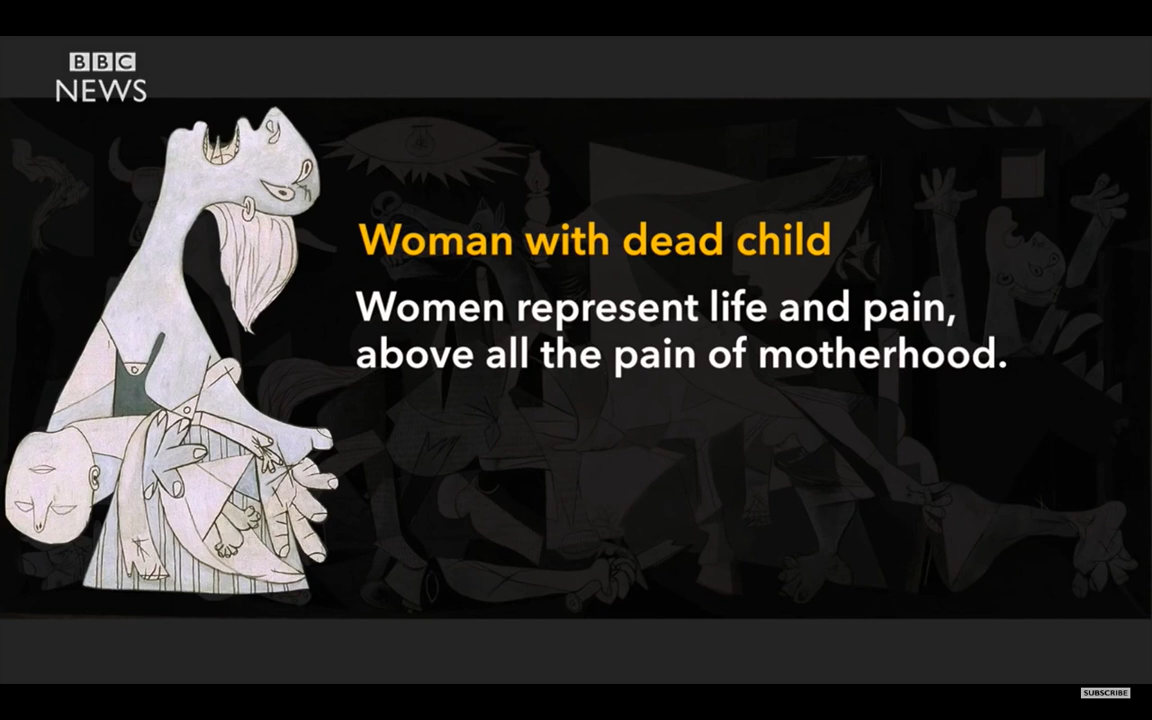 BBC
NEWS
Woman with dead child
Women represent life and pain,
above all the pain of motherhood.
SUBSCRIBE